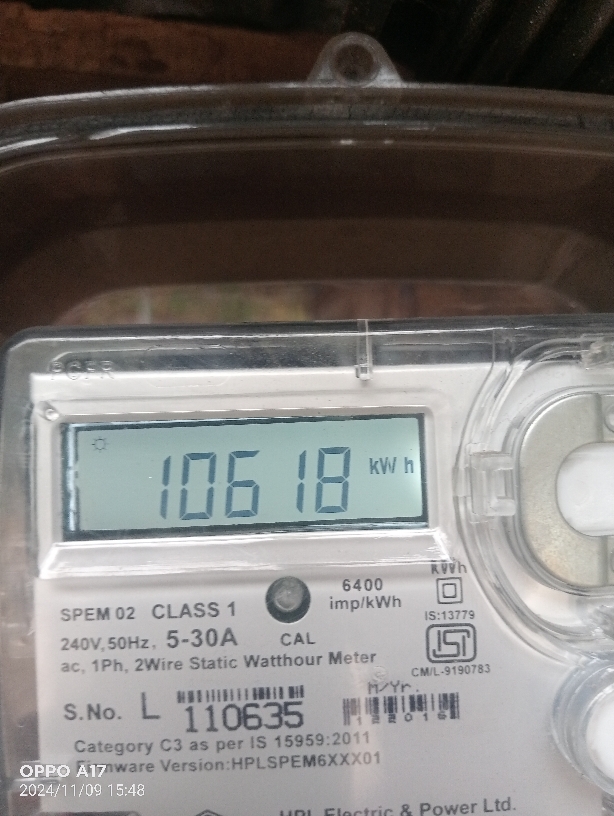 10618 kWh
6400
imp/kWh
kWh
SPEM 02 CLASS 1
IS:13779
240V,50Hz, 5-30A CAL
ac, 1Ph, 2Wire Static Watthour Meter
CM/L-9190783
M/Yr.
S.No. L 110635
122016
Category C3 as per IS 15959:2011
Firmware Version:HPLSPEM6XXX01
OPPO A17
2024/11/09 15:48
HPL Electric & Power Ltd.